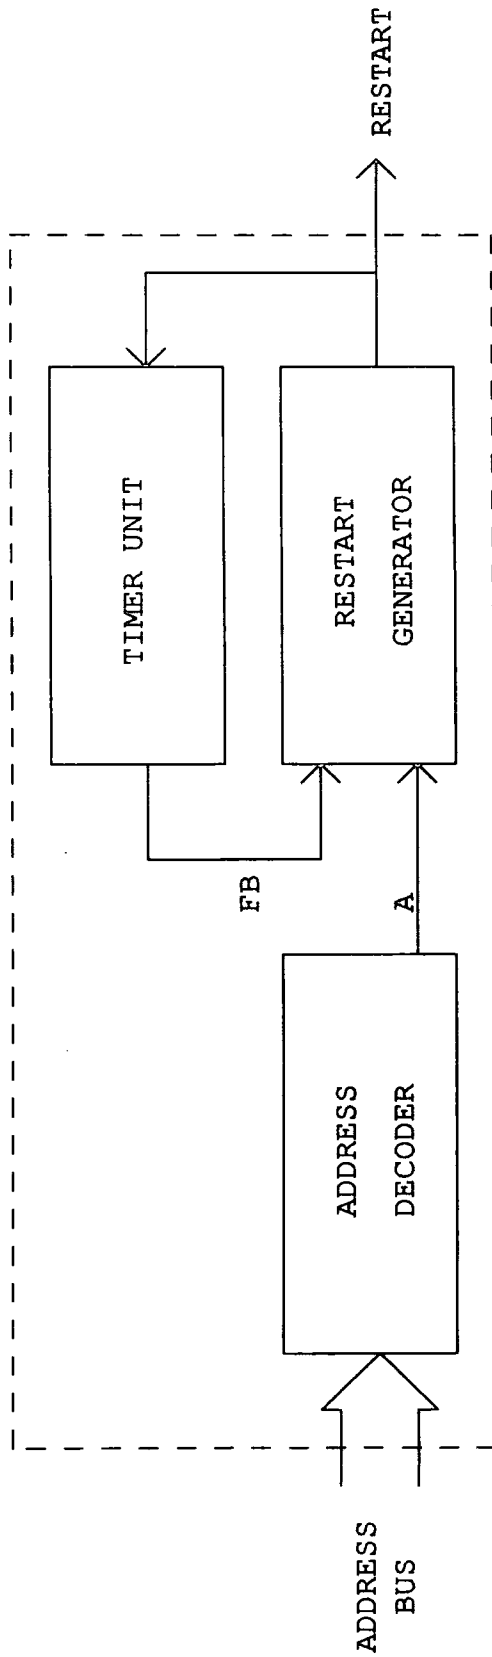 ADDRESS
BUS
ADDRESS
DECODER
A
FB
TIMER UNIT
RESTART
GENERATOR
RESTART